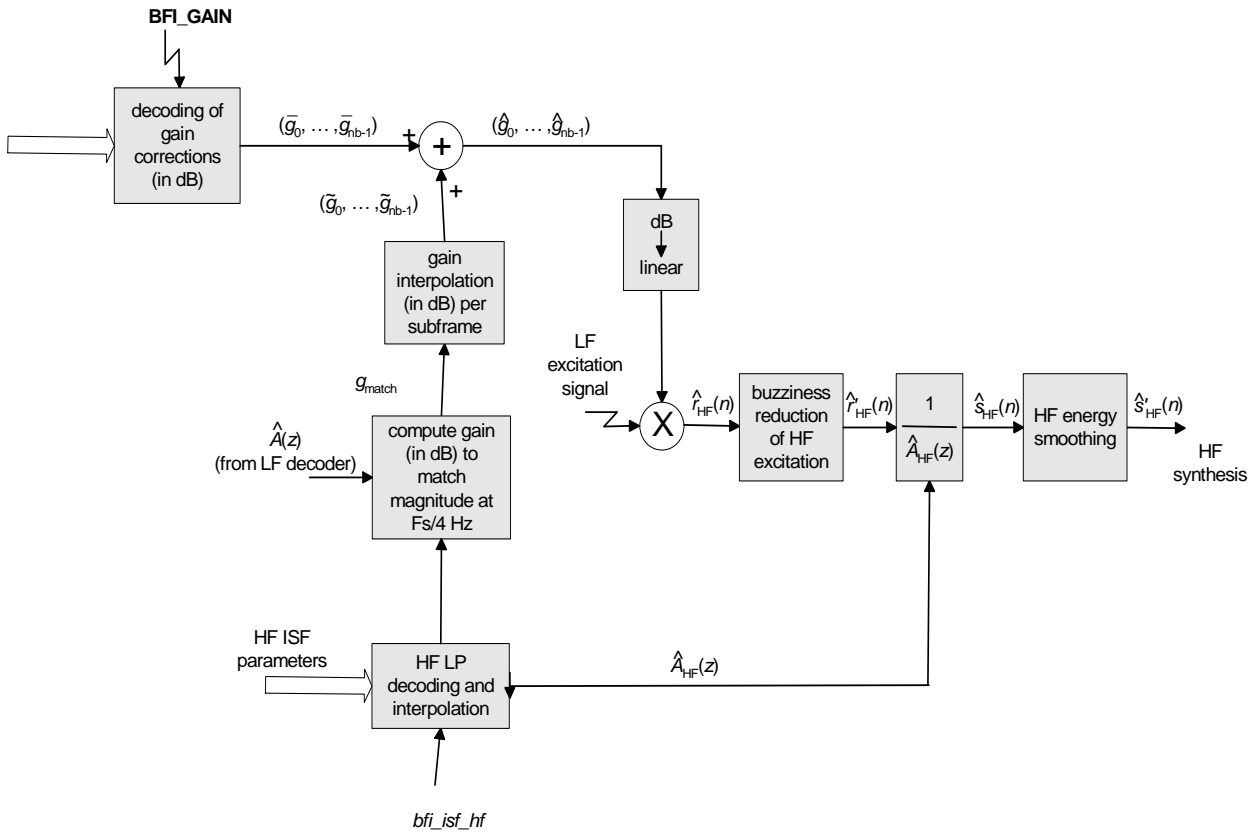 BFI_GAIN
decoding of
gain
corrections
(in dB)
(g̅0, … ,g̅nb-1)
+
+
(ĝ0, … ,ĝnb-1)
+
(g̃0, … ,g̃nb-1)
dB
linear
gain
interpolation
(in dB) per
subframe
LF
excitation
signal
gmatch
X
r̂HF(n)
buzziness
reduction
of HF
excitation
r̂'HF(n)
1
ÂHF(z)
ŝHF(n)
HF energy
smoothing
ŝ'HF(n)
HF
synthesis
Â(z)
(from LF decoder)
compute gain
(in dB) to
match
magnitude at
Fs/4 Hz
HF ISF
parameters
HF LP
decoding and
interpolation
ÂHF(z)
bfi_isf_hf